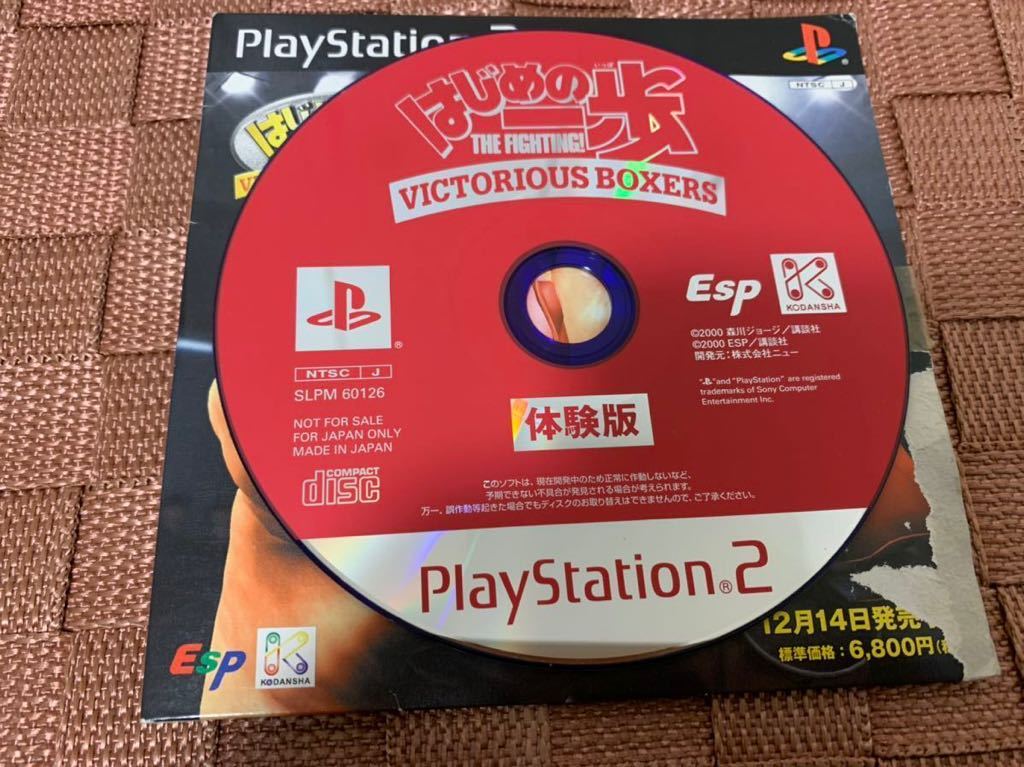 PlayStation 2
NTSC J
はじめの一歩
いっぽ
THE FIGHTING!
VICTORIOUS BOXERS
Esp
KODANSHA
©2000 森川ジョージ／講談社
©2000 ESP／講談社
開発元：株式会社ニュー
"and "PlayStation" are registered
trademarks of Sony Computer
Entertainment Inc.
NTSC J
SLPM 60126
NOT FOR SALE
FOR JAPAN ONLY
MADE IN JAPAN
COMPACT
disc
体験版
このソフトは、現在開発中のため正常に作動しないなど、
予期できない不具合が発見される場合が考えられます。
万一、誤作動等起きた場合でもディスクのお取り替えはできませんので、ご了承ください。
PlayStation®2
12月14日発売
標準価格：6,800円
Esp
KODANSHA